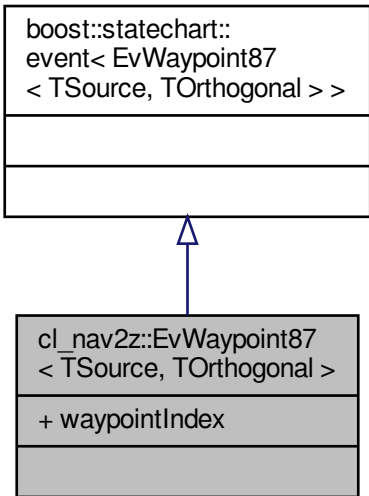 boost::statechart::
event< EvWaypoint87
< TSource, TOrthogonal > >
cl_nav2z::EvWaypoint87
< TSource, TOrthogonal >
+ waypointIndex